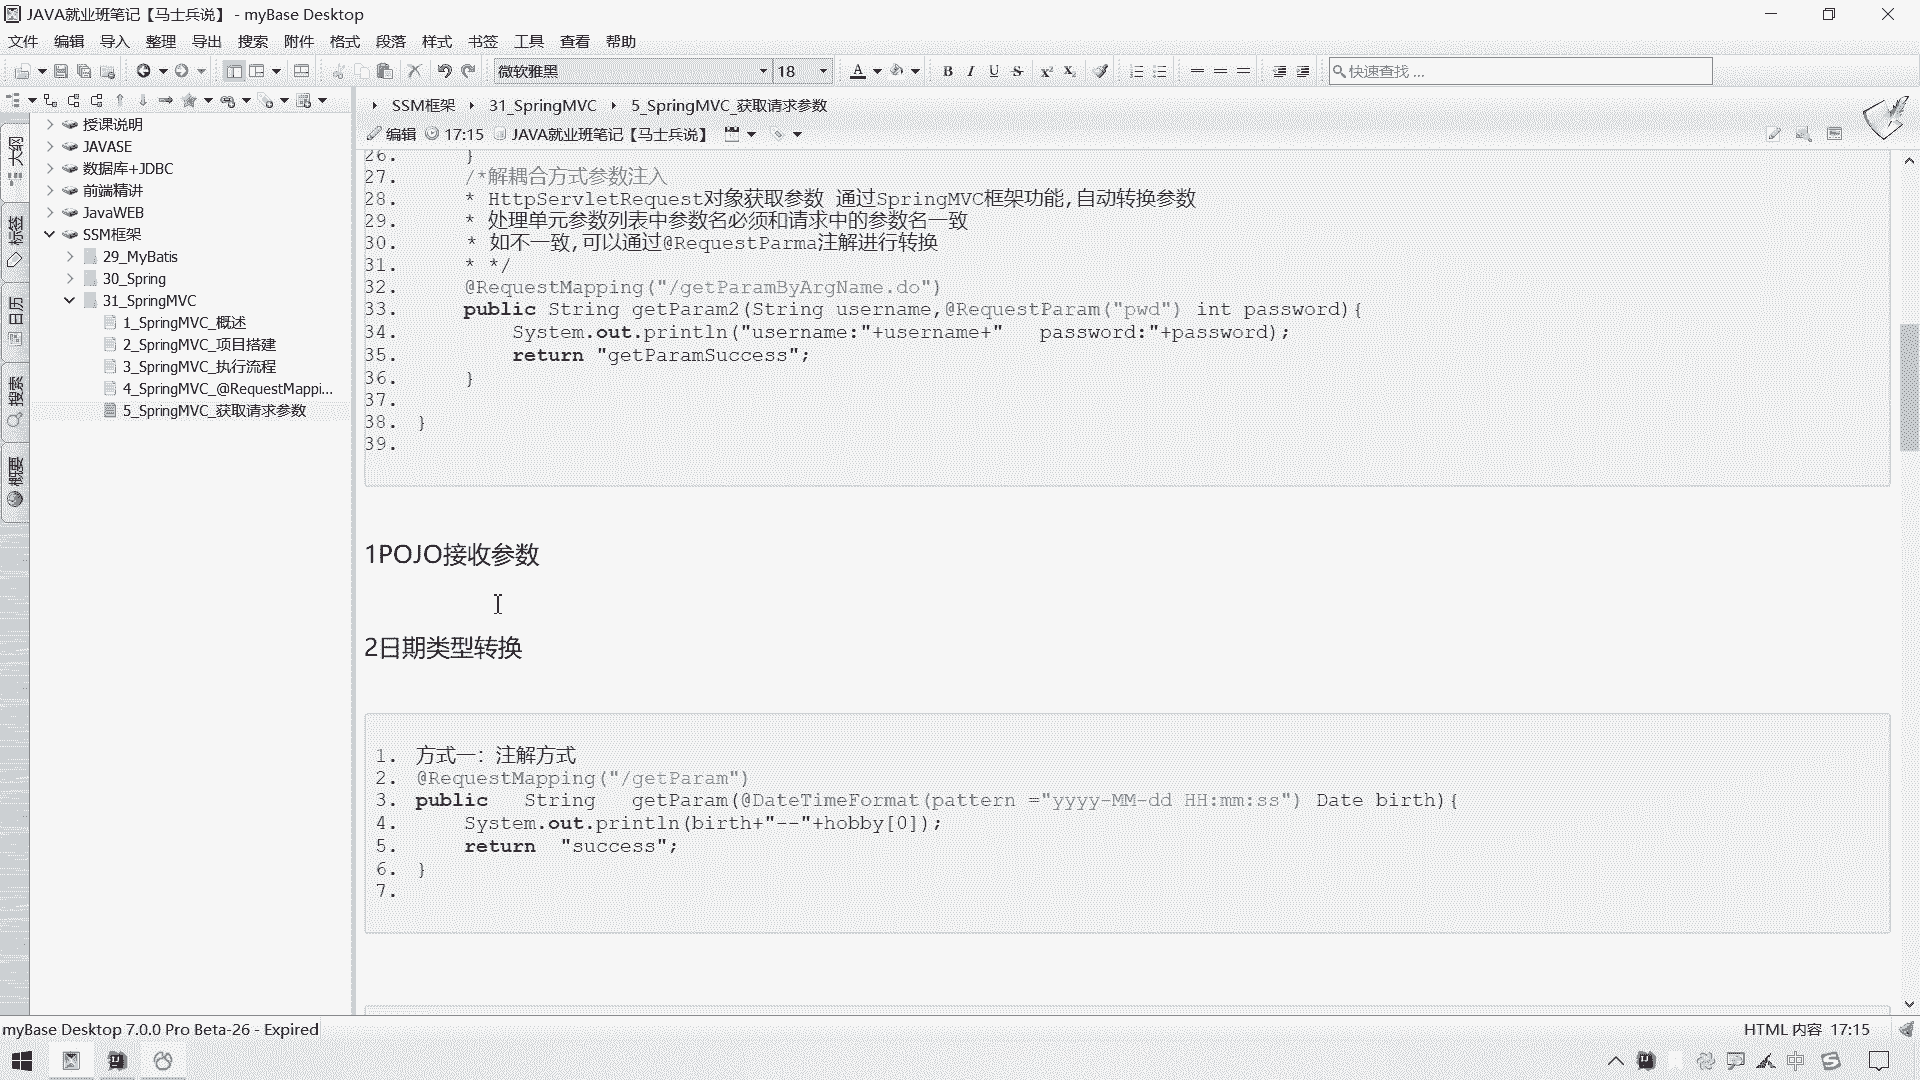 JAVA就业班笔记【马士兵说】 - myBase Desktop
文件 编辑 导入 整理 导出 搜索 附件 格式 段落 样式 书签 工具 查看 帮助
微软雅黑 18 快速查找 ...
SSM框架 31_SpringMVC 5_SpringMVC_获取请求参数
编辑 17:15 JAVA就业班笔记【马士兵说】
大纲
标签
日历
搜索
概要
授课说明
JAVASE
数据库+JDBC
前端精讲
JavaWEB
SSM框架
29_MyBatis
30_Spring
31_SpringMVC
1_SpringMVC_概述
2_SpringMVC_项目搭建
3_SpringMVC_执行流程
4_SpringMVC_@RequestMappi...
5_SpringMVC_获取请求参数
26. }
27. /*解耦合方式参数注入
28. * HttpServletRequest对象获取参数 通过SpringMVC框架功能,自动转换参数
29. * 处理单元参数列表中参数名必须和请求中的参数名一致
30. * 如不一致,可以通过@RequestParma注解进行转换
31. * */
32. @RequestMapping("/getParamByArgName.do")
33. public String getParam2(String username,@RequestParam("pwd") int password){
34. System.out.println("username:"+username+" password:"+password);
35. return "getParamSuccess";
36. }
37.
38. }
39.
1POJO接收参数
2日期类型转换
1. 方式一：注解方式
2. @RequestMapping("/getParam")
3. public String getParam(@DateTimeFormat(pattern ="yyyy-MM-dd HH:mm:ss") Date birth){
4. System.out.println(birth+"--"+hobby[0]);
5. return "success";
6. }
7.
myBase Desktop 7.0.0 Pro Beta-26 - Expired
HTML 内容 17:15
中